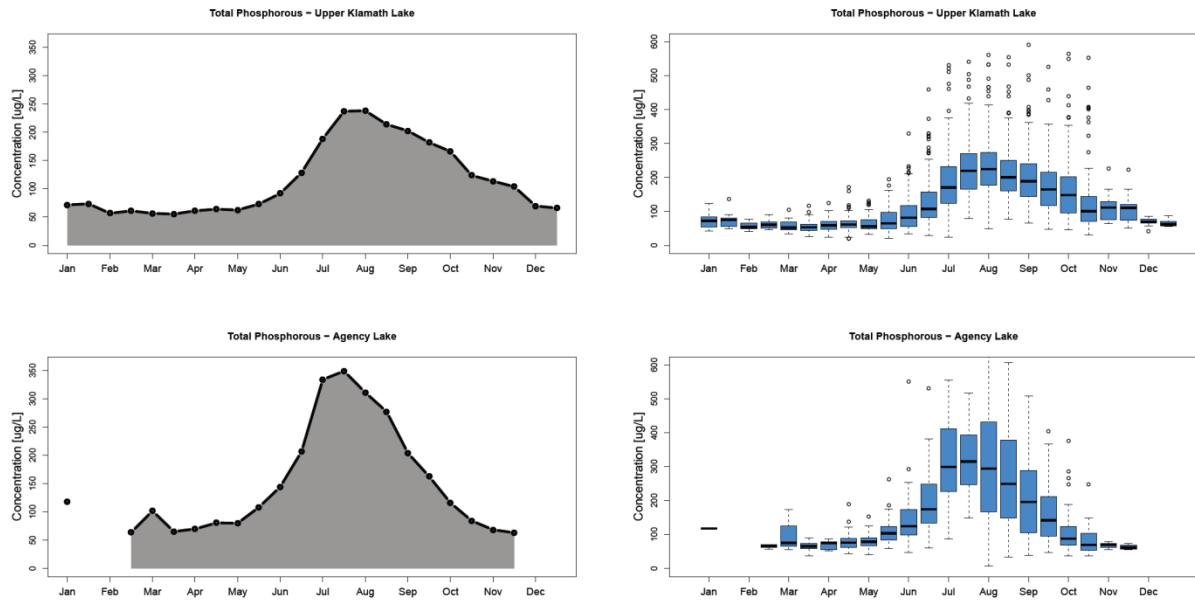 Total Phosphorous − Upper Klamath Lake
Concentration [ug/L]
350
300
250
200
150
100
50
0
Jan Feb Mar Apr May Jun Jul Aug Sep Oct Nov Dec
Total Phosphorous − Upper Klamath Lake
Concentration [ug/L]
600
500
400
300
200
100
0
Jan Feb Mar Apr May Jun Jul Aug Sep Oct Nov Dec
Total Phosphorous − Agency Lake
Concentration [ug/L]
350
300
250
200
150
100
50
0
Jan Feb Mar Apr May Jun Jul Aug Sep Oct Nov Dec
Total Phosphorous − Agency Lake
Concentration [ug/L]
600
500
400
300
200
100
0
Jan Feb Mar Apr May Jun Jul Aug Sep Oct Nov Dec